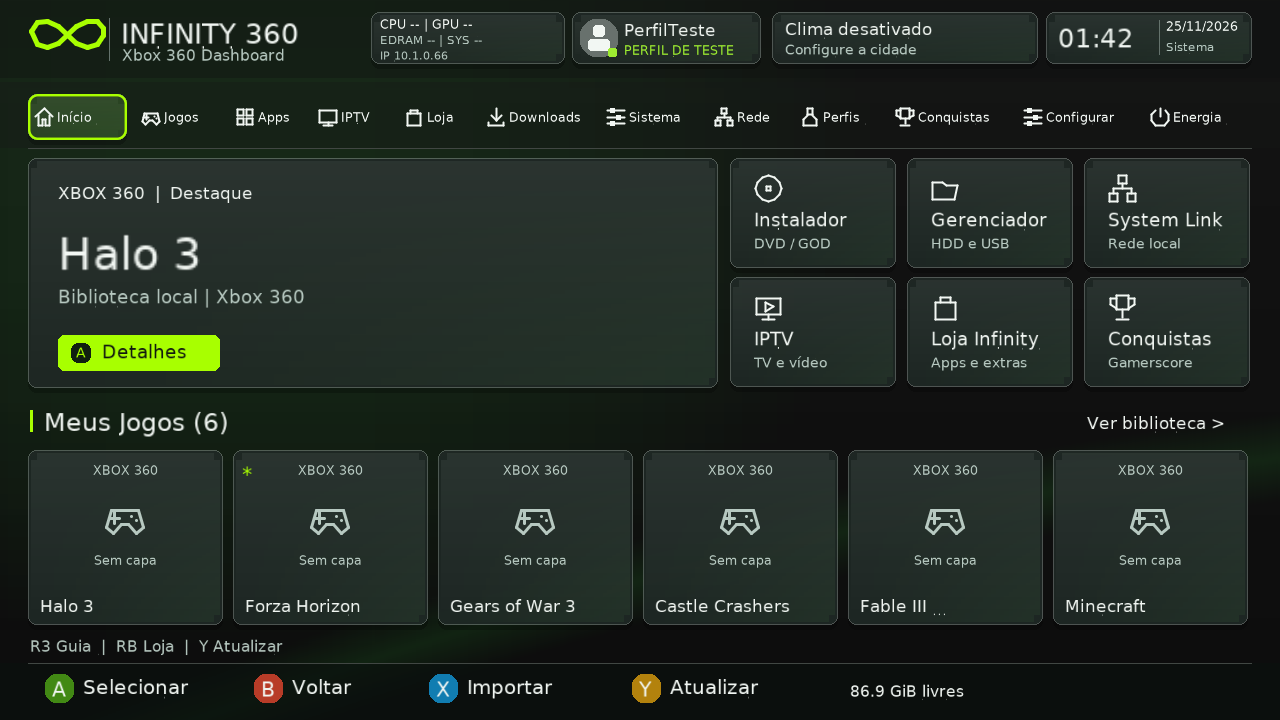 INFINITY 360
Xbox 360 Dashboard
CPU -- | GPU --
EDRAM -- | SYS --
IP 10.1.0.66
PerfilTeste
PERFIL DE TESTE
Clima desativado
Configure a cidade
01:42
25/11/2026
Sistema
Início
Jogos
Apps
IPTV
Loja
Downloads
Sistema
Rede
Perfis
Conquistas
Configurar
Energia
XBOX 360 | Destaque
Halo 3
Biblioteca local | Xbox 360
A Detalhes
Instalador
DVD / GOD
Gerenciador
HDD e USB
System Link
Rede local
IPTV
TV e vídeo
Loja Infinity
Apps e extras
Conquistas
Gamerscore
Meus Jogos (6)
Ver biblioteca >
XBOX 360
Sem capa
Halo 3
* XBOX 360
Sem capa
Forza Horizon
XBOX 360
Sem capa
Gears of War 3
XBOX 360
Sem capa
Castle Crashers
XBOX 360
Sem capa
Fable III ...
XBOX 360
Sem capa
Minecraft
R3 Guia | RB Loja | Y Atualizar
A Selecionar
B Voltar
X Importar
Y Atualizar
86.9 GiB livres